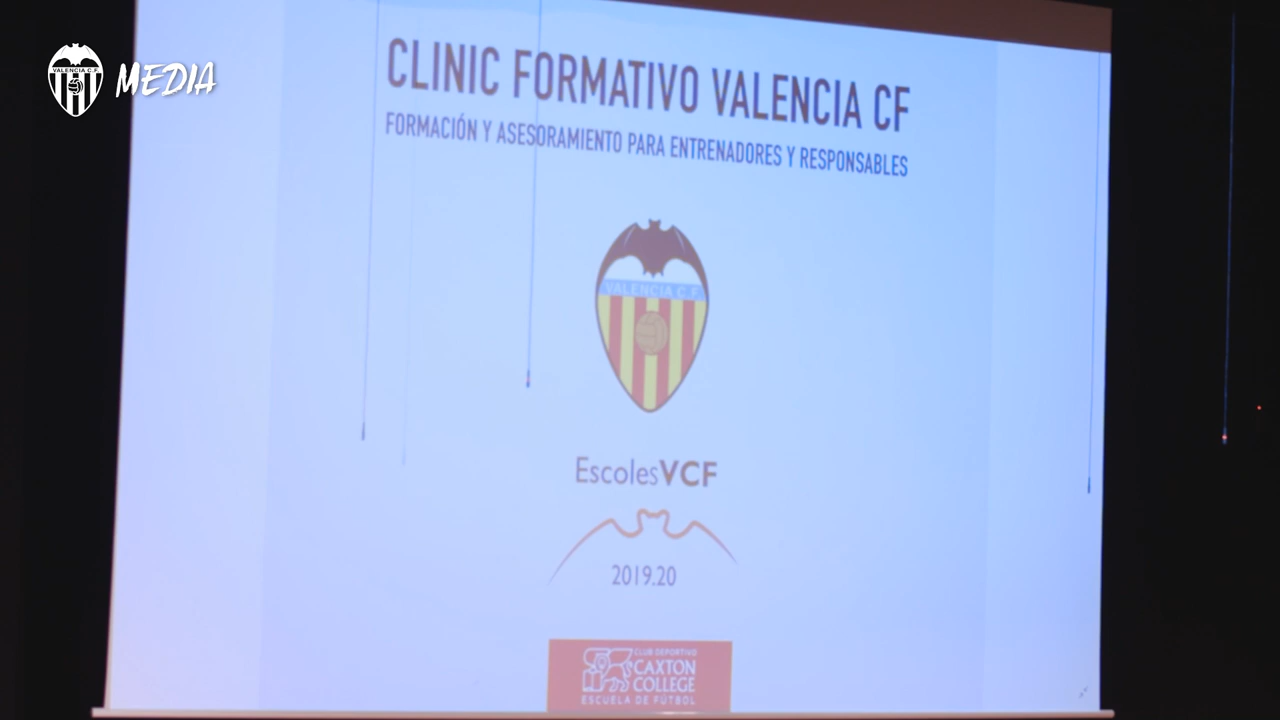 VALENCIA C.F.
MEDIA
CLINIC FORMATIVO VALENCIA CF
FORMACIÓN Y ASESORAMIENTO PARA ENTRENADORES Y RESPONSABLES
VALENCIA C.F.
EscolesVCF
2019.20
CLUB DEPORTIVO
CAXTON
COLLEGE
ESCUELA DE FÚTBOL